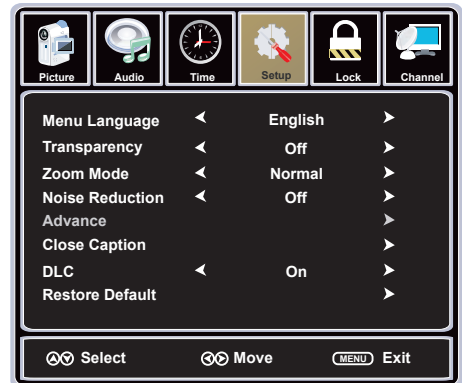 Picture Audio Time Setup Lock Channel
Menu Language English
Transparency Off
Zoom Mode Normal
Noise Reduction Off
Advance
Close Caption
DLC On
Restore Default
Select Move MENU Exit